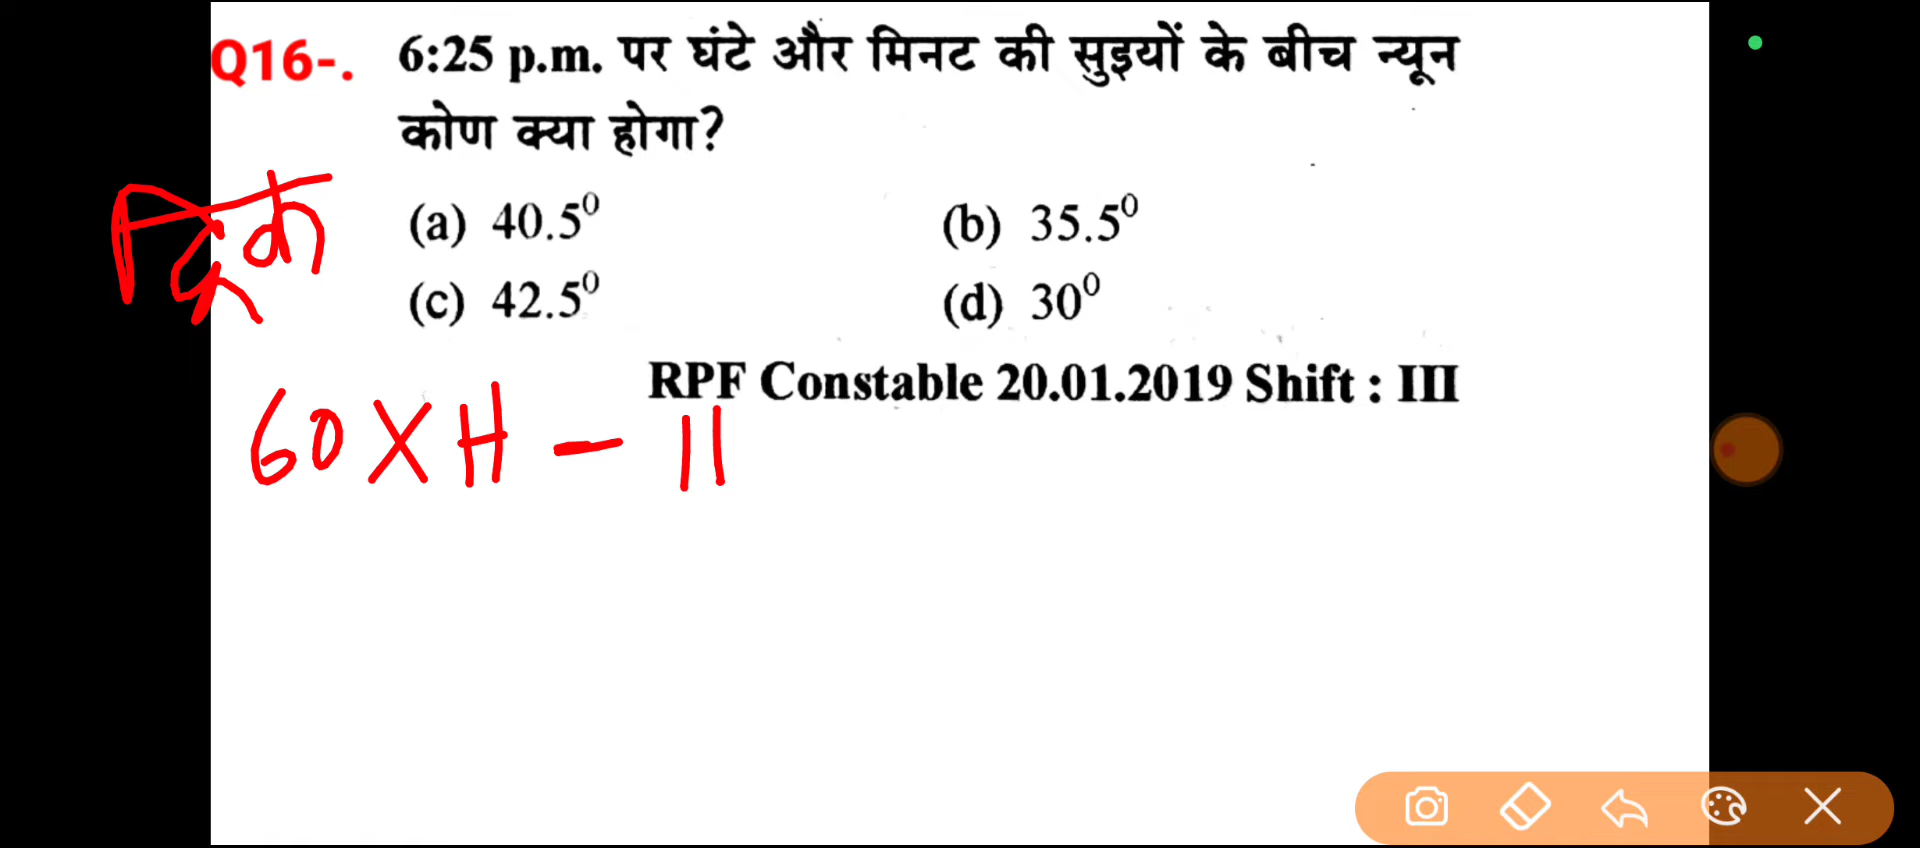 Q16-. 6:25 p.m. पर घंटे और मिनट की सुइयों के बीच न्यून
कोण क्या होगा?
(a) 40.5⁰ (b) 35.5⁰
(c) 42.5⁰ (d) 30⁰
RPF Constable 20.01.2019 Shift : III
60 X H - 11